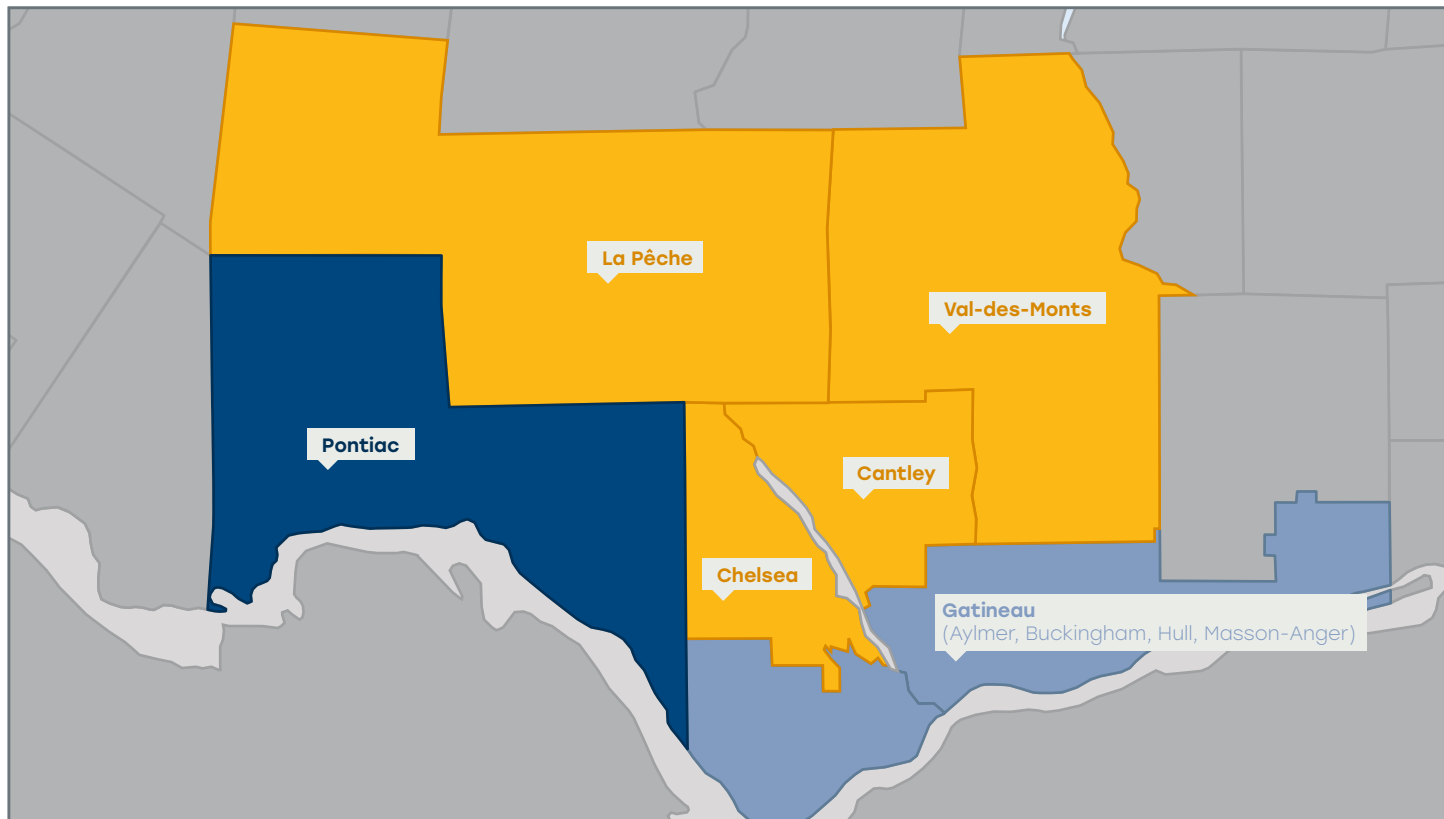 La Pêche
Val-des-Monts
Pontiac
Cantley
Chelsea
Gatineau
(Aylmer, Buckingham, Hull, Masson-Anger)